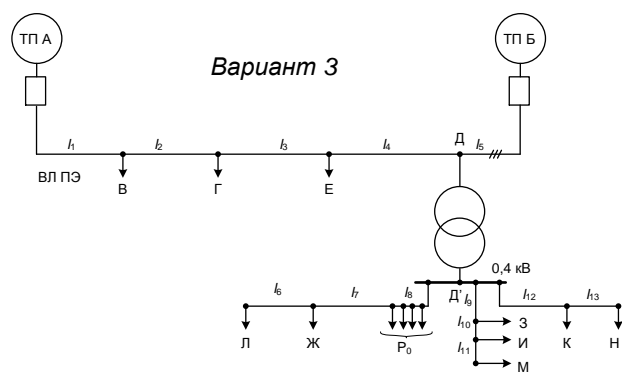 ТП А
ТП Б
Вариант 3
l1
l2
l3
l4
Д
l5
ВЛ ПЭ
В
Г
Е
0,4 кВ
l6
l7
l8
Д’
l9
l12
l13
l10
З
Л
Ж
P0
l11
И
К
Н
М